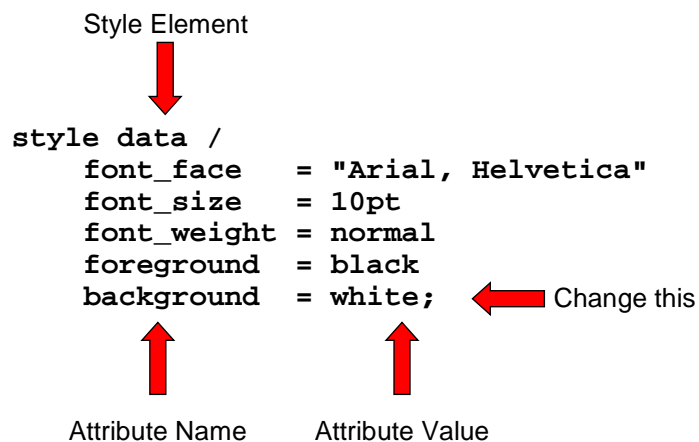 Style Element
style data /
font_face = "Arial, Helvetica"
font_size = 10pt
font_weight = normal
foreground = black
background = white; Change this
Attribute Name Attribute Value